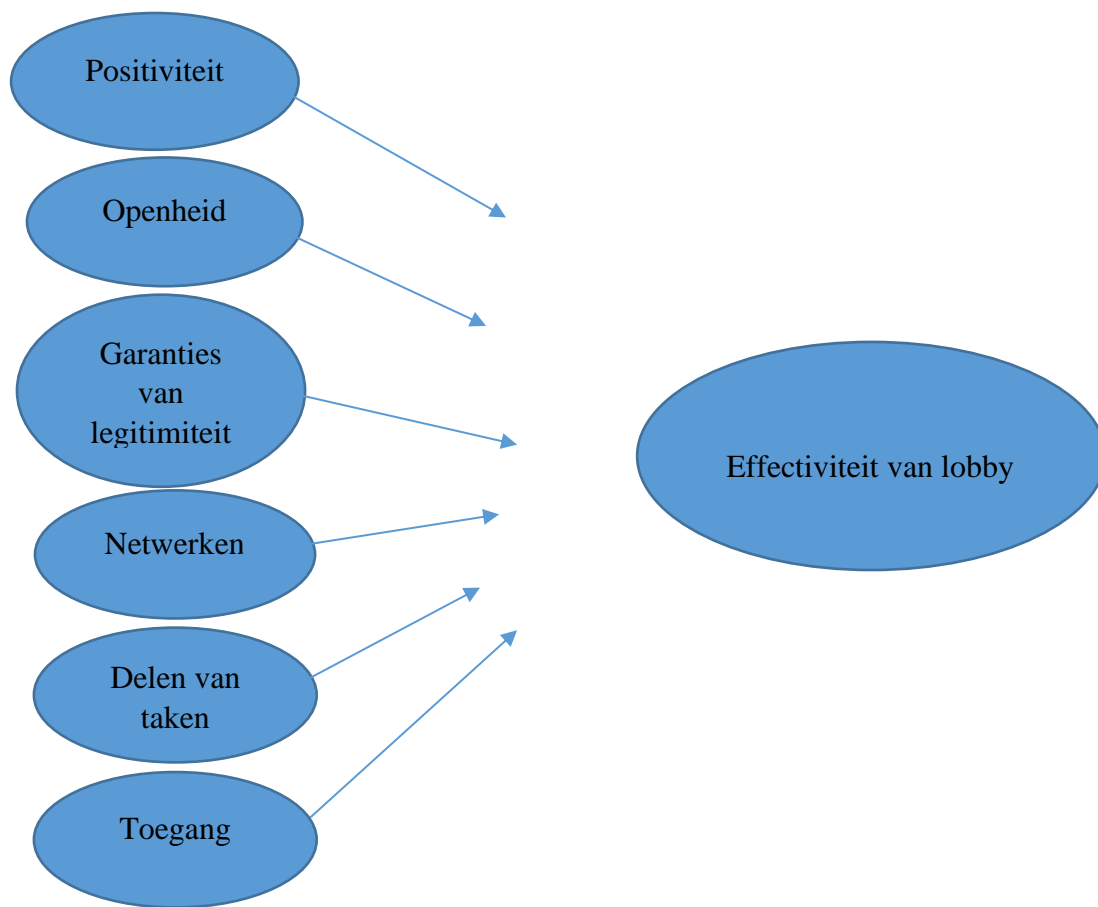 Positiviteit
Openheid
Garanties
van
legitimiteit
Netwerken
Delen van
taken
Toegang
Effectiviteit van lobby